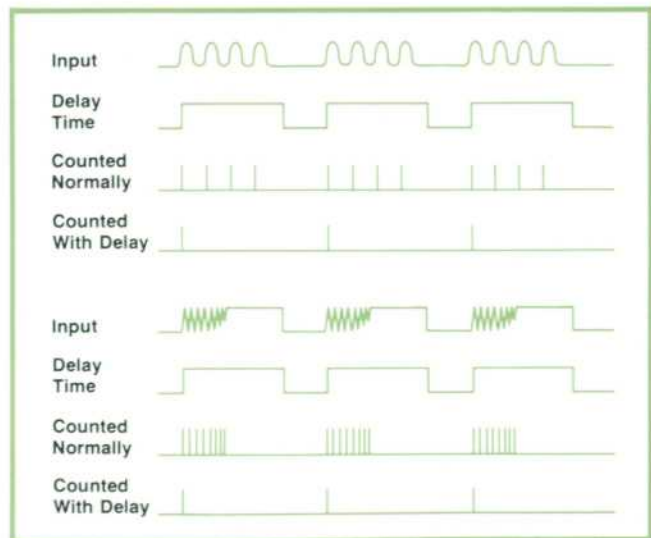 Input
Delay
Time
Counted
Normally
Counted
With Delay
Input
Delay
Time
Counted
Normally
Counted
With Delay